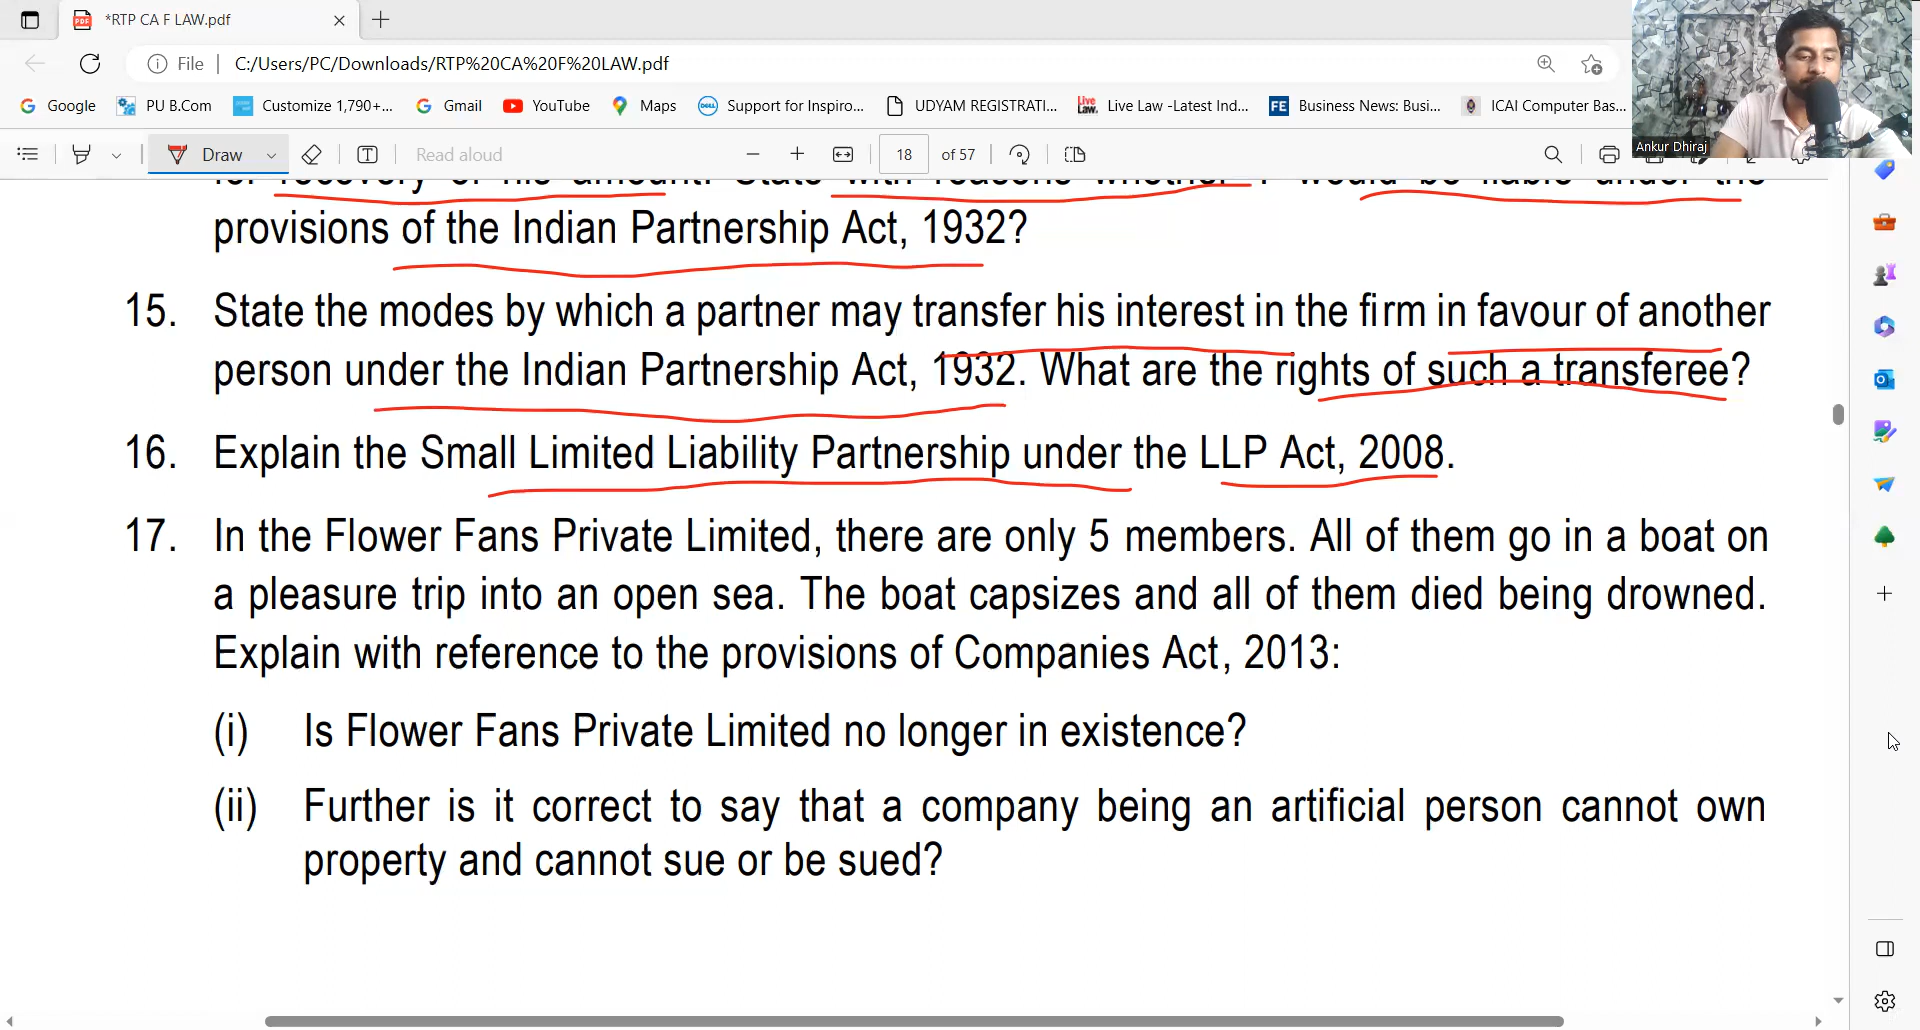 *RTP CA F LAW.pdf
File
C:/Users/PC/Downloads/RTP%20CA%20F%20LAW.pdf
Google
PU B.Com
Customize 1,790+...
Gmail
YouTube
Maps
Support for Inspiro...
UDYAM REGISTRATI...
Live Law -Latest Ind...
Business News: Busi...
ICAI Computer Bas...
Draw
Read aloud
18
of 57
Ankur Dhiraj
provisions of the Indian Partnership Act, 1932?
15. State the modes by which a partner may transfer his interest in the firm in favour of another
person under the Indian Partnership Act, 1932. What are the rights of such a transferee?
16. Explain the Small Limited Liability Partnership under the LLP Act, 2008.
17. In the Flower Fans Private Limited, there are only 5 members. All of them go in a boat on
a pleasure trip into an open sea. The boat capsizes and all of them died being drowned.
Explain with reference to the provisions of Companies Act, 2013:
(i) Is Flower Fans Private Limited no longer in existence?
(ii) Further is it correct to say that a company being an artificial person cannot own
property and cannot sue or be sued?